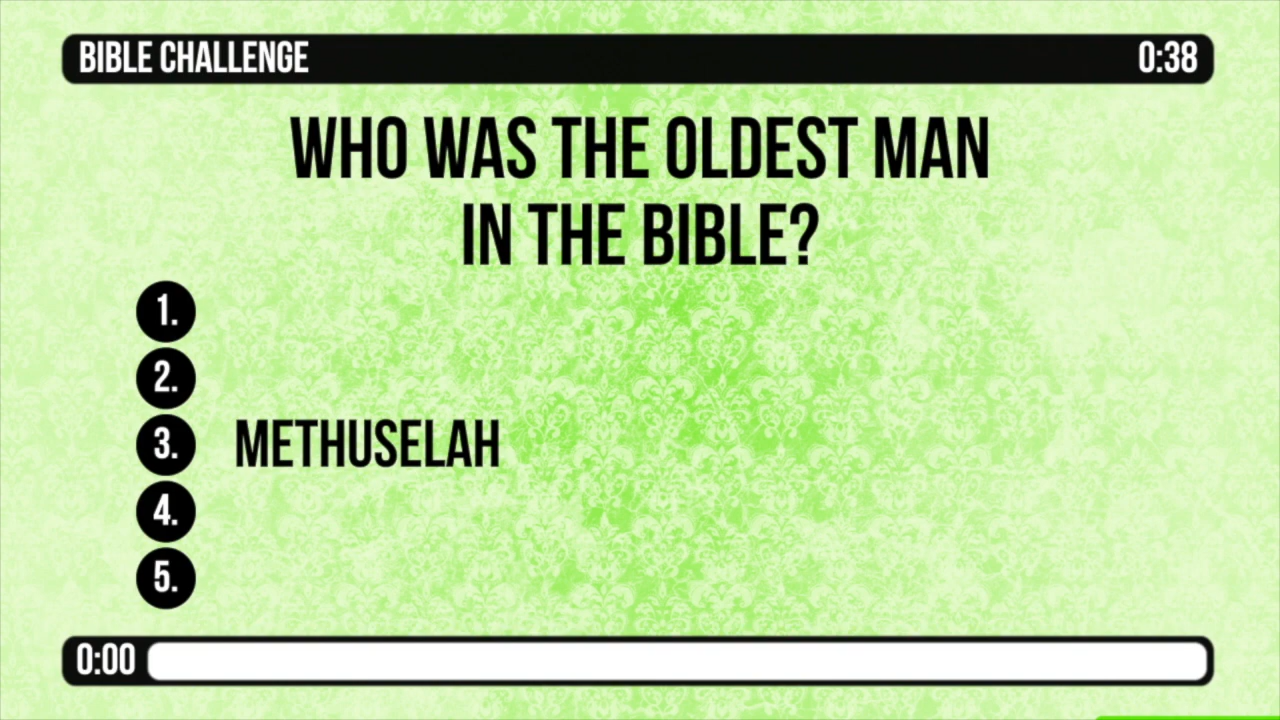 BIBLE CHALLENGE 0:38
WHO WAS THE OLDEST MAN
IN THE BIBLE?
1.
2.
3. METHUSELAH
4.
5.
0:00